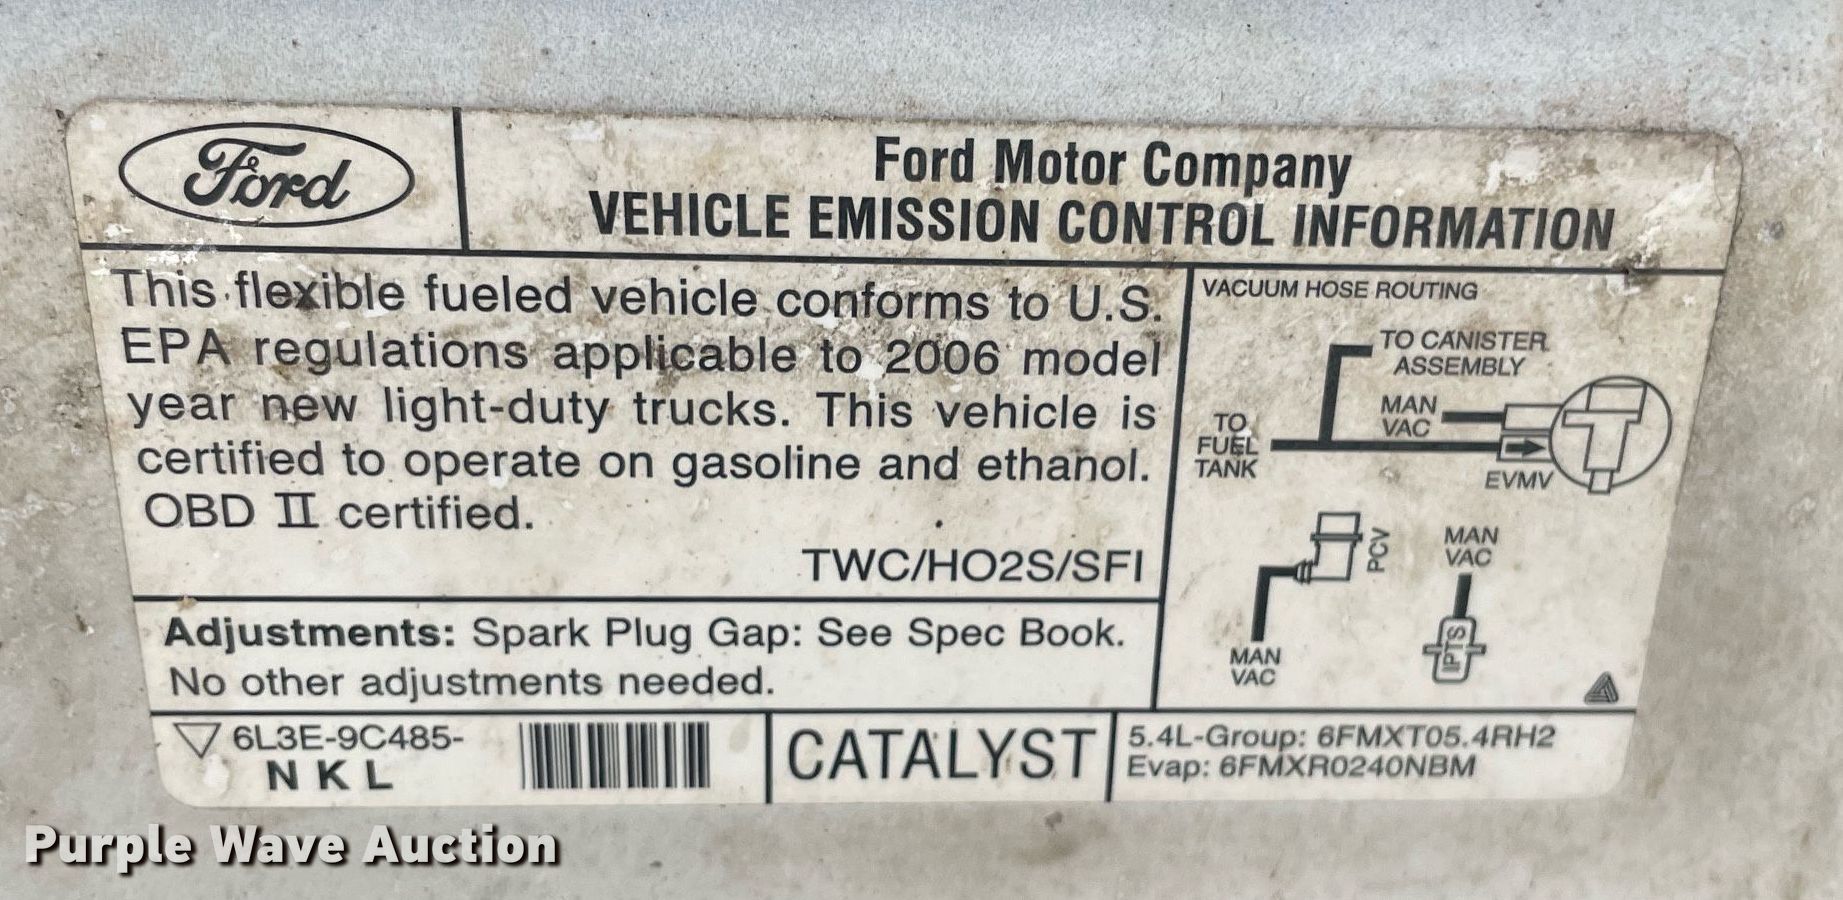 Ford
Ford Motor Company
VEHICLE EMISSION CONTROL INFORMATION
This flexible fueled vehicle conforms to U.S.
EPA regulations applicable to 2006 model
year new light-duty trucks. This vehicle is
certified to operate on gasoline and ethanol.
OBD II certified.
TWC/HO2S/SFI
Adjustments: Spark Plug Gap: See Spec Book.
No other adjustments needed.
VACUUM HOSE ROUTING
TO CANISTER
ASSEMBLY
MAN
VAC
TO
FUEL
TANK
EVMV
PCV
MAN
VAC
IPTS
MAN
VAC
6L3E-9C485-
N K L
CATALYST
5.4L-Group: 6FMXT05.4RH2
Evap: 6FMXR0240NBM
Purple Wave Auction